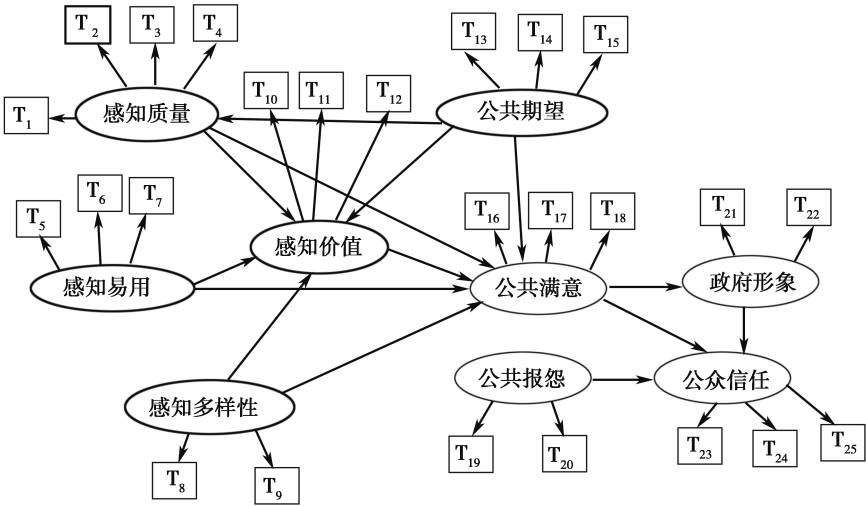 T2
T3
T4
T13
T14
T15
T1
感知质量
T10
T11
T12
公共期望
T5
T6
T7
T16
T17
T18
T21
T22
感知价值
感知易用
公共满意
政府形象
感知多样性
公共报怨
公众信任
T8
T9
T19
T20
T23
T24
T25